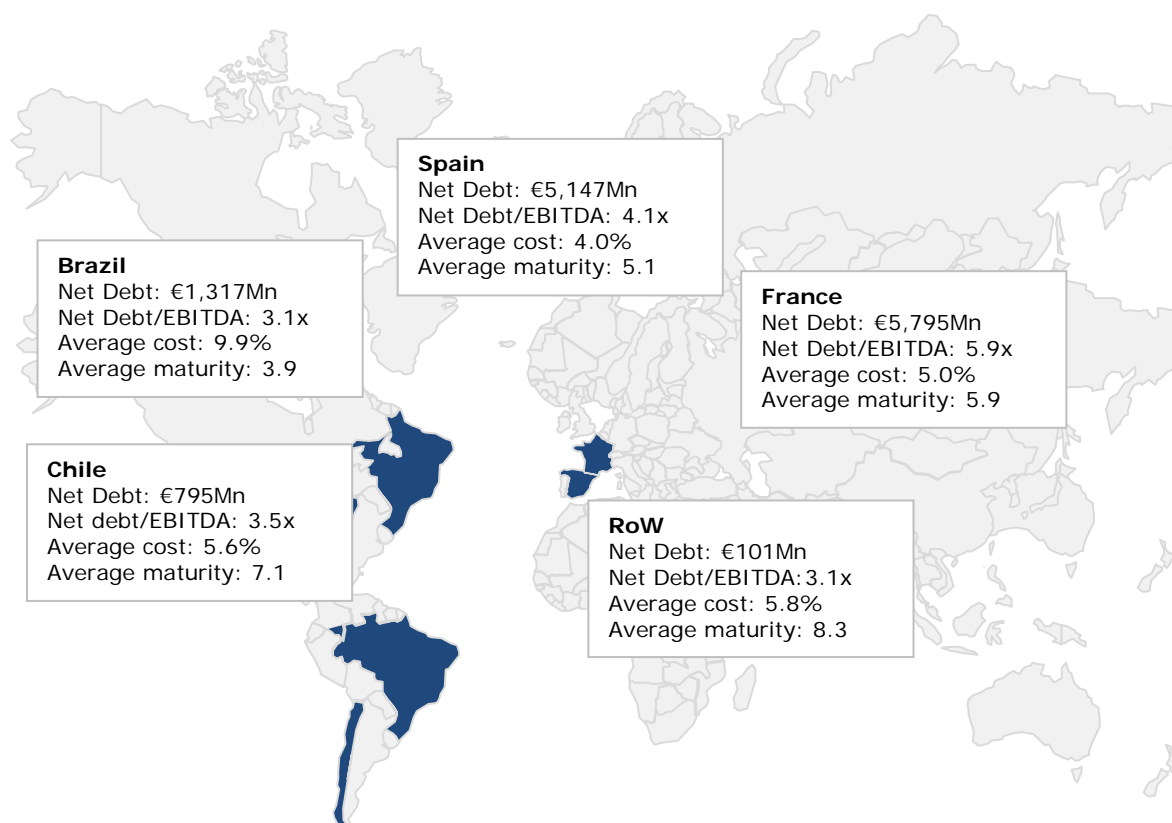 Spain
Net Debt: €5,147Mn
Net Debt/EBITDA: 4.1x
Average cost: 4.0%
Average maturity: 5.1
Brazil
Net Debt: €1,317Mn
Net Debt/EBITDA: 3.1x
Average cost: 9.9%
Average maturity: 3.9
France
Net Debt: €5,795Mn
Net Debt/EBITDA: 5.9x
Average cost: 5.0%
Average maturity: 5.9
Chile
Net Debt: €795Mn
Net debt/EBITDA: 3.5x
Average cost: 5.6%
Average maturity: 7.1
RoW
Net Debt: €101Mn
Net Debt/EBITDA:3.1x
Average cost: 5.8%
Average maturity: 8.3